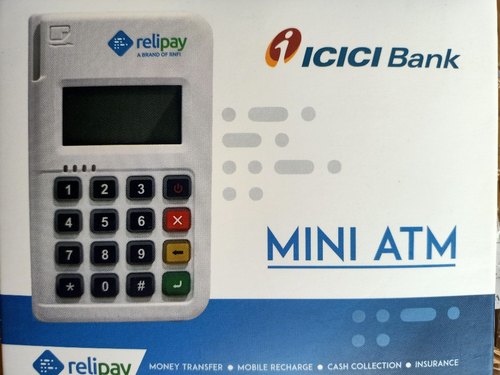 relipay
A BRAND OF RNFI
ICICI Bank
1 2 3
4 5 6
7 8 9
* 0 #
MINI ATM
relipay
MONEY TRANSFER ● MOBILE RECHARGE ● CASH COLLECTION ● INSURANCE